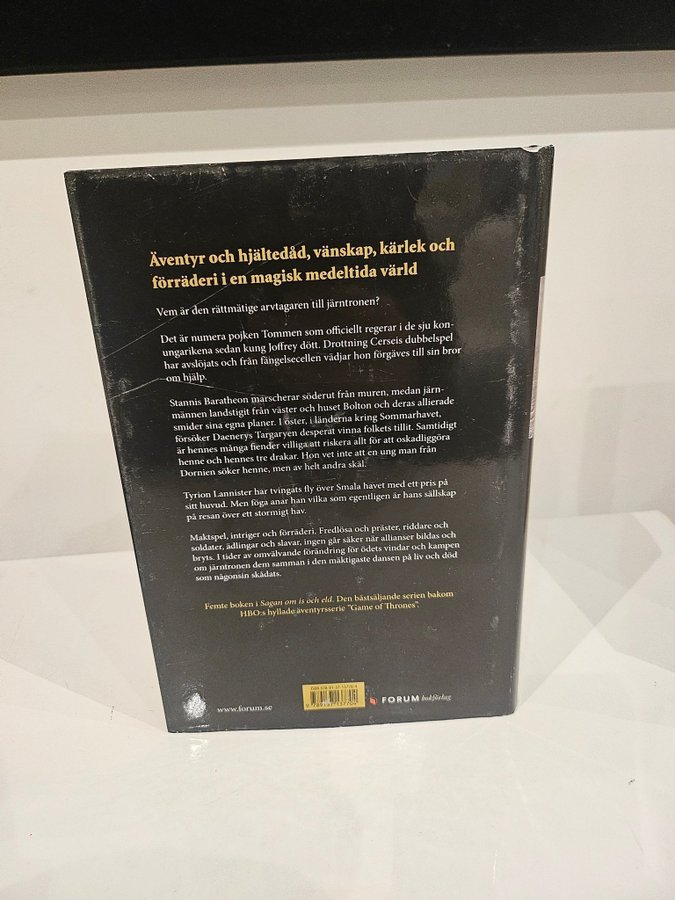 Äventyr och hjältedåd, vänskap, kärlek och
förräderi i en magisk medeltida värld
Vem är den rättmätige arvtagaren till järntronen?
Det är numera pojken Tommen som officiellt regerar i de sju kon-
ungarikena sedan kung Joffrey dött. Drottning Cerseis dubbelspel
har avslöjats och från fängelsecellen vädjar hon förgäves till sin bror
om hjälp.
Stannis Baratheon marscherar söderut från muren, medan järn-
männen landstigit från väster och huset Bolton och deras allierade
smider sina egna planer. I öster, i länderna kring Sommarhavet,
försöker Daenerys Targaryen desperat vinna folkets tillit. Samtidigt
är hennes många fiender villiga att riskera allt för att oskadliggöra
henne och hennes tre drakar. Hon vet inte att en ung man från
Dornien söker henne, men av helt andra skäl.
Tyrion Lannister har tvingats fly över Smala havet med ett pris på
sitt huvud. Men föga anar han vilka som egentligen är hans sällskap
på resan över ett stormigt hav.
Maktspel, intriger och förräderi. Fredlösa och präster, riddare och
soldater, ädlingar och slavar, ingen går säker när allianser bildas och
bryts. I tider av omvälvande förändring för ödets vindar och kampen
om järntronen dem samman i den mäktigaste dansen på liv och död
som någonsin skådats.
Femte boken i Sagan om is och eld. Den bästsäljande serien bakom
HBO:s hyllade äventyrsserie "Game of Thrones".
www.forum.se
FORUM bokförlag